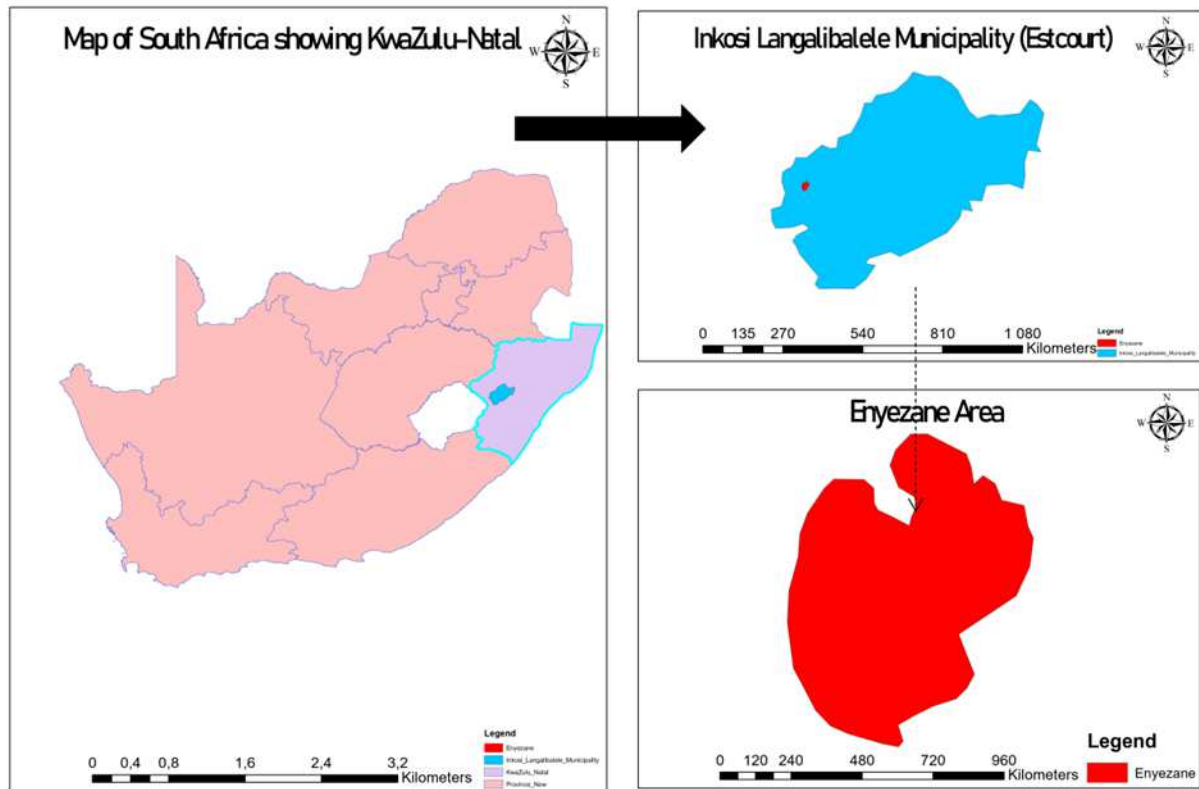 Map of South Africa showing KwaZulu-Natal
N
W E
S
Legend
Enyezane
Inkosi_Langalibalele_Municipality
KwaZulu_Natal
Province_New
0 0,4 0,8 1,6 2,4 3,2
Kilometers
Inkosi Langalibalele Municipality (Estcourt)
N
W E
S
0 135 270 540 810 1 080
Kilometers
Legend
Enyezane
Inkosi_Langalibalele_Municipality
Enyezane Area
N
W E
S
0 120 240 480 720 960
Kilometers
Legend
Enyezane